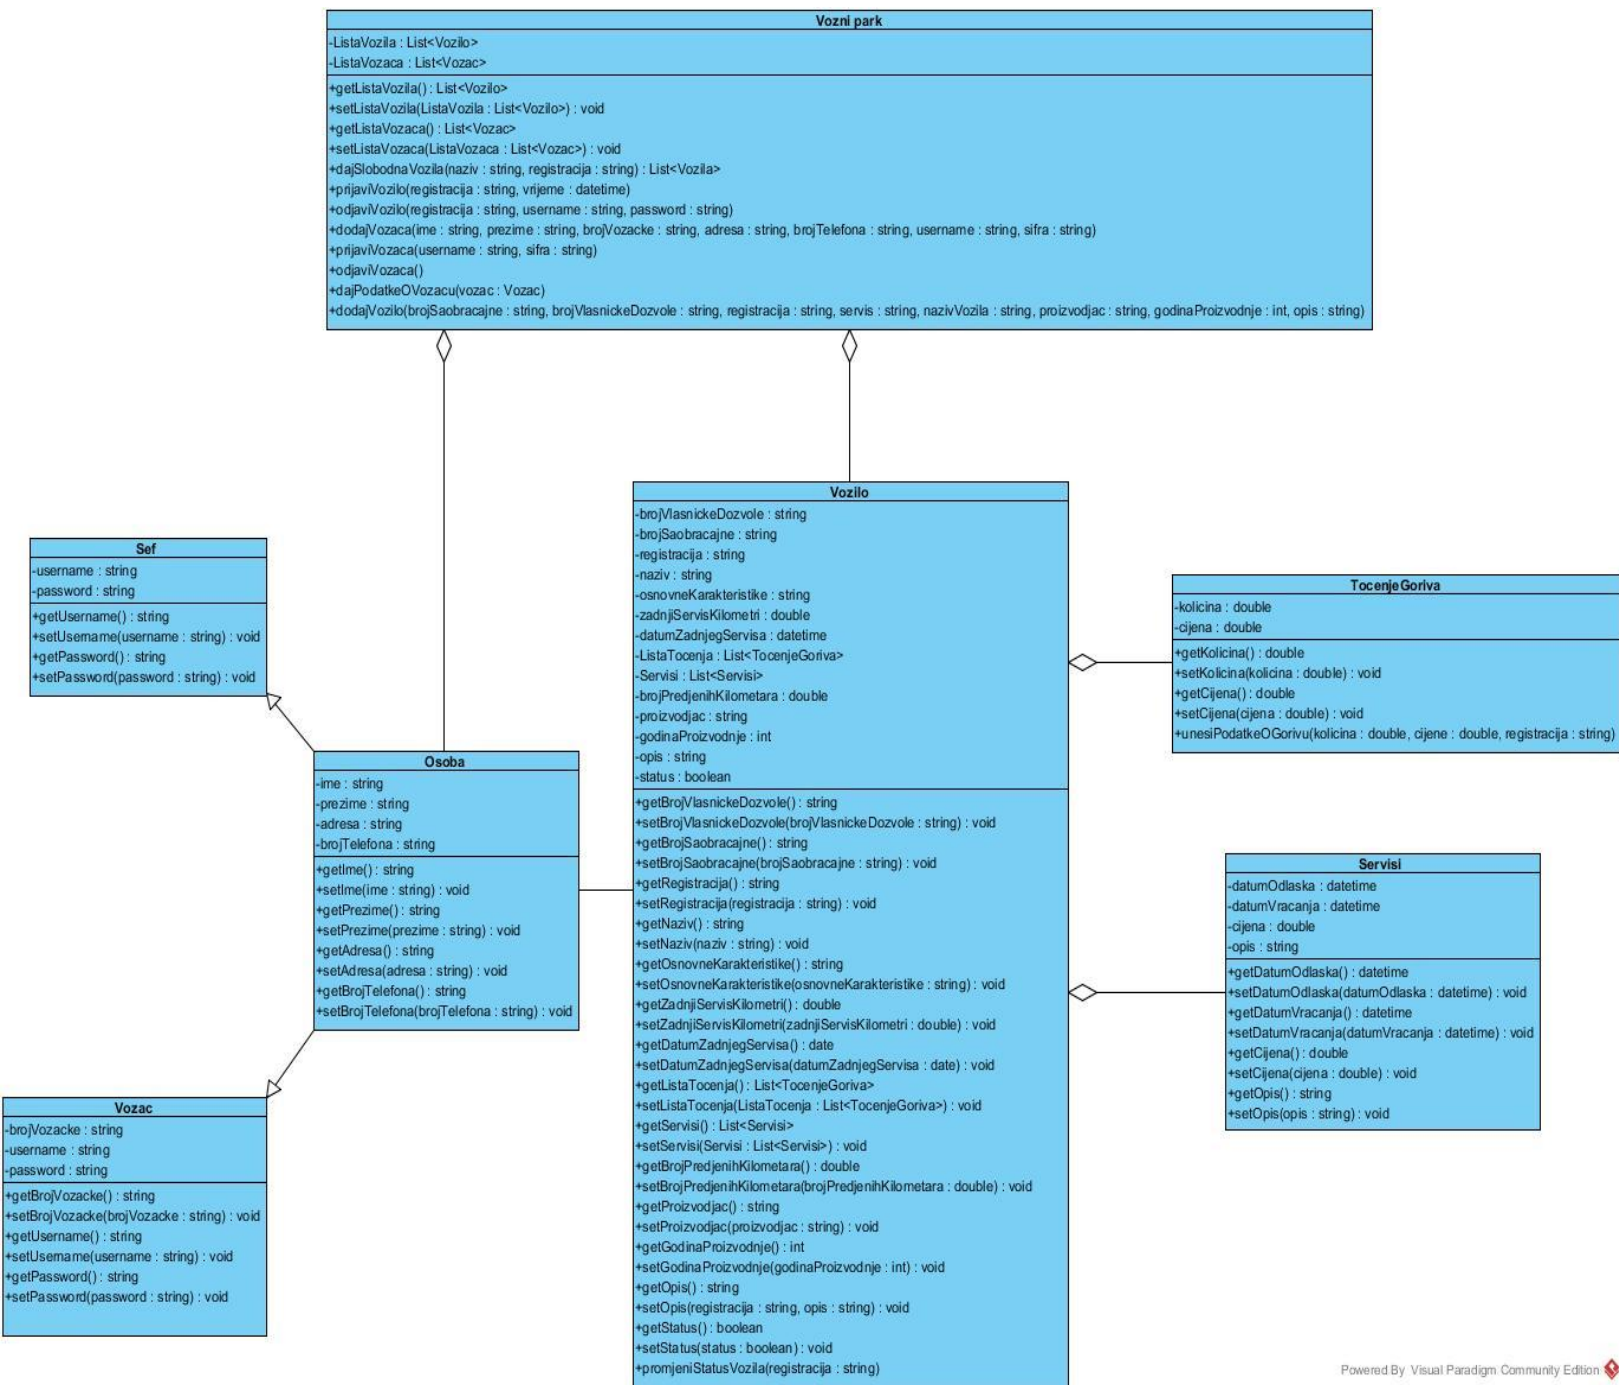 Vozni park
-ListaVozila : List<Vozilo>
-ListaVozaca : List<Vozac>
+getListaVozila() : List<Vozilo>
+setListaVozila(ListaVozila : List<Vozilo>) : void
+getListaVozaca() : List<Vozac>
+setListaVozaca(ListaVozaca : List<Vozac>) : void
+dajSlobodnaVozila(naziv : string, registracija : string) : List<Vozila>
+prijaviVozilo(registracija : string, vrijeme : datetime)
+odjaviVozilo(registracija : string, username : string, password : string)
+dodajVozaca(ime : string, prezime : string, brojVozacke : string, adresa : string, brojTelefona : string, username : string, sifra : string)
+prijaviVozaca(username : string, sifra : string)
+odjaviVozaca()
+dajPodatkeOVozacu(vozac : Vozac)
+dodajVozilo(brojSaobracajne : string, brojVlasnickeDozvole : string, registracija : string, servis : string, nazivVozila : string, proizvodjac : string, godinaProizvodnje : int, opis : string)
Sef
-username : string
-password : string
+getUsername() : string
+setUsername(username : string) : void
+getPassword() : string
+setPassword(password : string) : void
Osoba
-ime : string
-prezime : string
-adresa : string
-brojTelefona : string
+getIme() : string
+setIme(ime : string) : void
+getPrezime() : string
+setPrezime(prezime : string) : void
+getAdresa() : string
+setAdresa(adresa : string) : void
+getBrojTelefona() : string
+setBrojTelefona(brojTelefona : string) : void
Vozac
-brojVozacke : string
-username : string
-password : string
+getBrojVozacke() : string
+setBrojVozacke(brojVozacke : string) : void
+getUsername() : string
+setUsername(username : string) : void
+getPassword() : string
+setPassword(password : string) : void
Vozilo
-brojVlasnickeDozvole : string
-brojSaobracajne : string
-registracija : string
-naziv : string
-osnovneKarakteristike : string
-zadnjiServisKilometri : double
-datumZadnjegServisa : datetime
-ListaTocenja : List<TocenjeGoriva>
-Servisi : List<Servisi>
-brojPredjenihKilometara : double
-proizvodjac : string
-godinaProizvodnje : int
-opis : string
-status : boolean
+getBrojVlasnickeDozvole() : string
+setBrojVlasnickeDozvole(brojVlasnickeDozvole : string) : void
+getBrojSaobracajne() : string
+setBrojSaobracajne(brojSaobracajne : string) : void
+getRegistracija() : string
+setRegistracija(registracija : string) : void
+getNaziv() : string
+setNaziv(naziv : string) : void
+getOsnovneKarakteristike() : string
+setOsnovneKarakteristike(osnovneKarakteristike : string) : void
+getZadnjiServisKilometri() : double
+setZadnjiServisKilometri(zadnjiServisKilometri : double) : void
+getDatumZadnjegServisa() : date
+setDatumZadnjegServisa(datumZadnjegServisa : date) : void
+getListaTocenja() : List<TocenjeGoriva>
+setListaTocenja(ListaTocenja : List<TocenjeGoriva>) : void
+getServisi() : List<Servisi>
+setServisi(Servisi : List<Servisi>) : void
+getBrojPredjenihKilometara() : double
+setBrojPredjenihKilometara(brojPredjenihKilometara : double) : void
+getProizvodjac() : string
+setProizvodjac(proizvodjac : string) : void
+getGodinaProizvodnje() : int
+setGodinaProizvodnje(godinaProizvodnje : int) : void
+getOpis() : string
+setOpis(registracija : string, opis : string) : void
+getStatus() : boolean
+setStatus(status : boolean) : void
+promjeniStatusVozila(registracija : string)
TocenjeGoriva
-kolicina : double
-cijena : double
+getKolicina() : double
+setKolicina(kolicina : double) : void
+getCijena() : double
+setCijena(cijena : double) : void
+unesiPodatkeOGorivu(kolicina : double, cijene : double, registracija : string)
Servisi
-datumOdlaska : datetime
-datumVracanja : datetime
-cijena : double
-opis : string
+getDatumOdlaska() : datetime
+setDatumOdlaska(datumOdlaska : datetime) : void
+getDatumVracanja() : datetime
+setDatumVracanja(datumVracanja : datetime) : void
+getCijena() : double
+setCijena(cijena : double) : void
+getOpis() : string
+setOpis(opis : string) : void
Powered By Visual Paradigm Community Edition